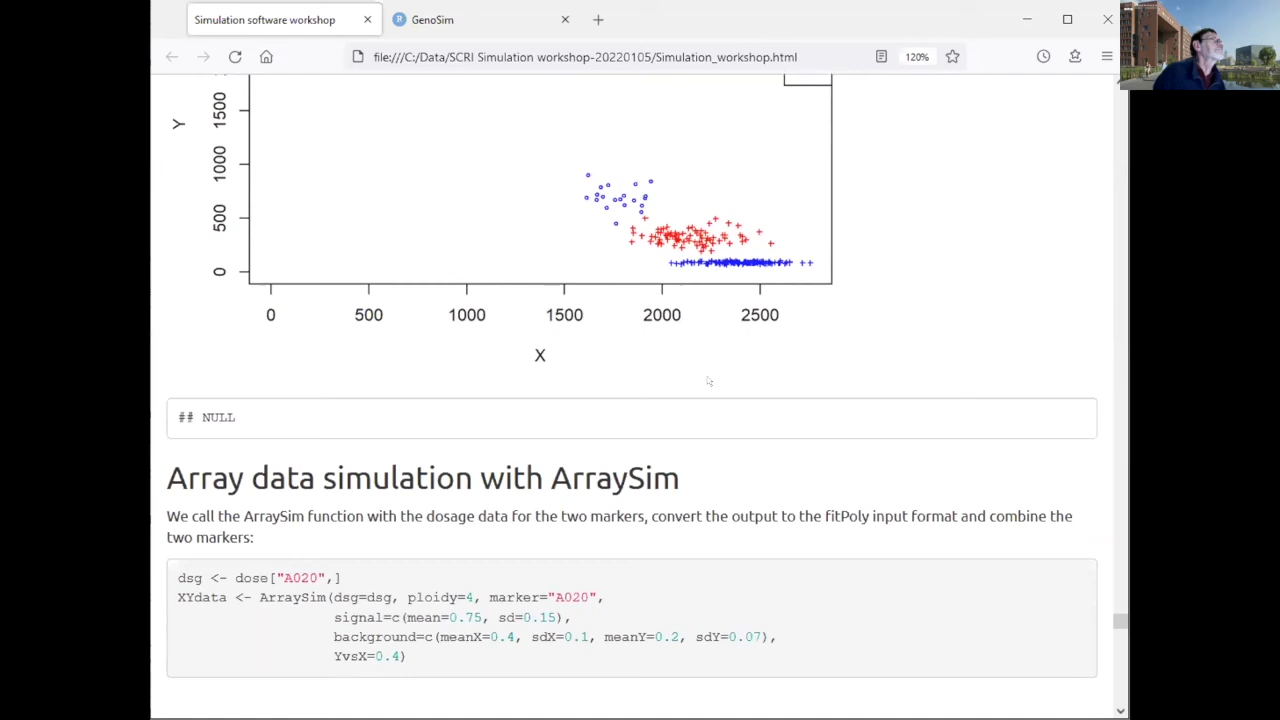 Simulation software workshop
GenoSim
file:///C:/Data/SCRI Simulation workshop-20220105/Simulation_workshop.html
120%
Y
1500
1000
500
0
0 500 1000 1500 2000 2500
X
## NULL
Array data simulation with ArraySim
We call the ArraySim function with the dosage data for the two markers, convert the output to the fitPoly input format and combine the
two markers:
dsg <- dose["A020",]
XYdata <- ArraySim(dsg=dsg, ploidy=4, marker="A020",
signal=c(mean=0.75, sd=0.15),
background=c(meanX=0.4, sdX=0.1, meanY=0.2, sdY=0.07),
YvsX=0.4)